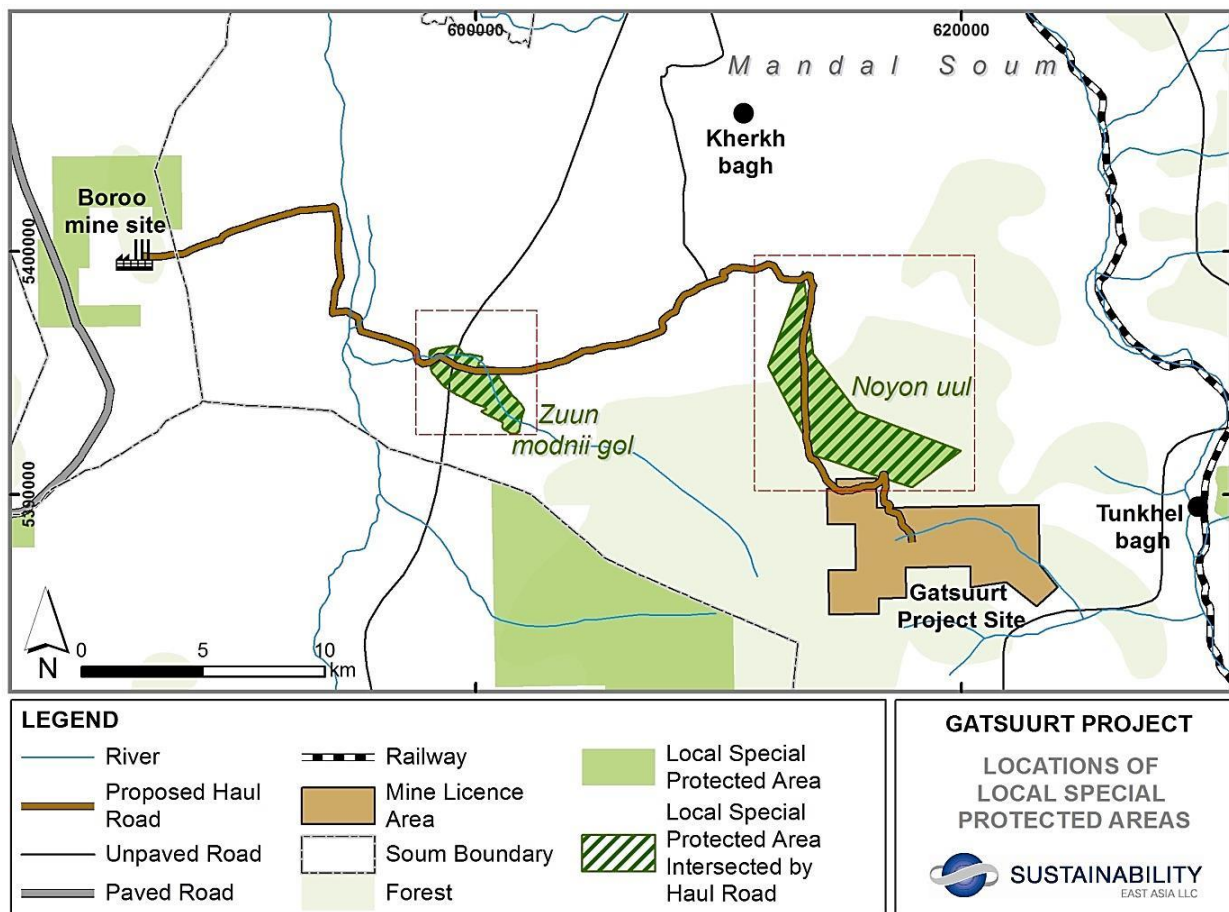 600000
620000
Mandal Soum
Kherkh
bagh
Boroo
mine site
5400000
Noyon uul
Zuun
modnii gol
5390000
Tunkhel
bagh
Gatsuurt
Project Site
N
0 5 10
km
LEGEND
River
Proposed Haul
Road
Unpaved Road
Paved Road
Railway
Mine Licence
Area
Soum Boundary
Forest
Local Special
Protected Area
Local Special
Protected Area
Intersected by
Haul Road
GATSUURT PROJECT
LOCATIONS OF
LOCAL SPECIAL
PROTECTED AREAS
SUSTAINABILITY
EAST ASIA LLC